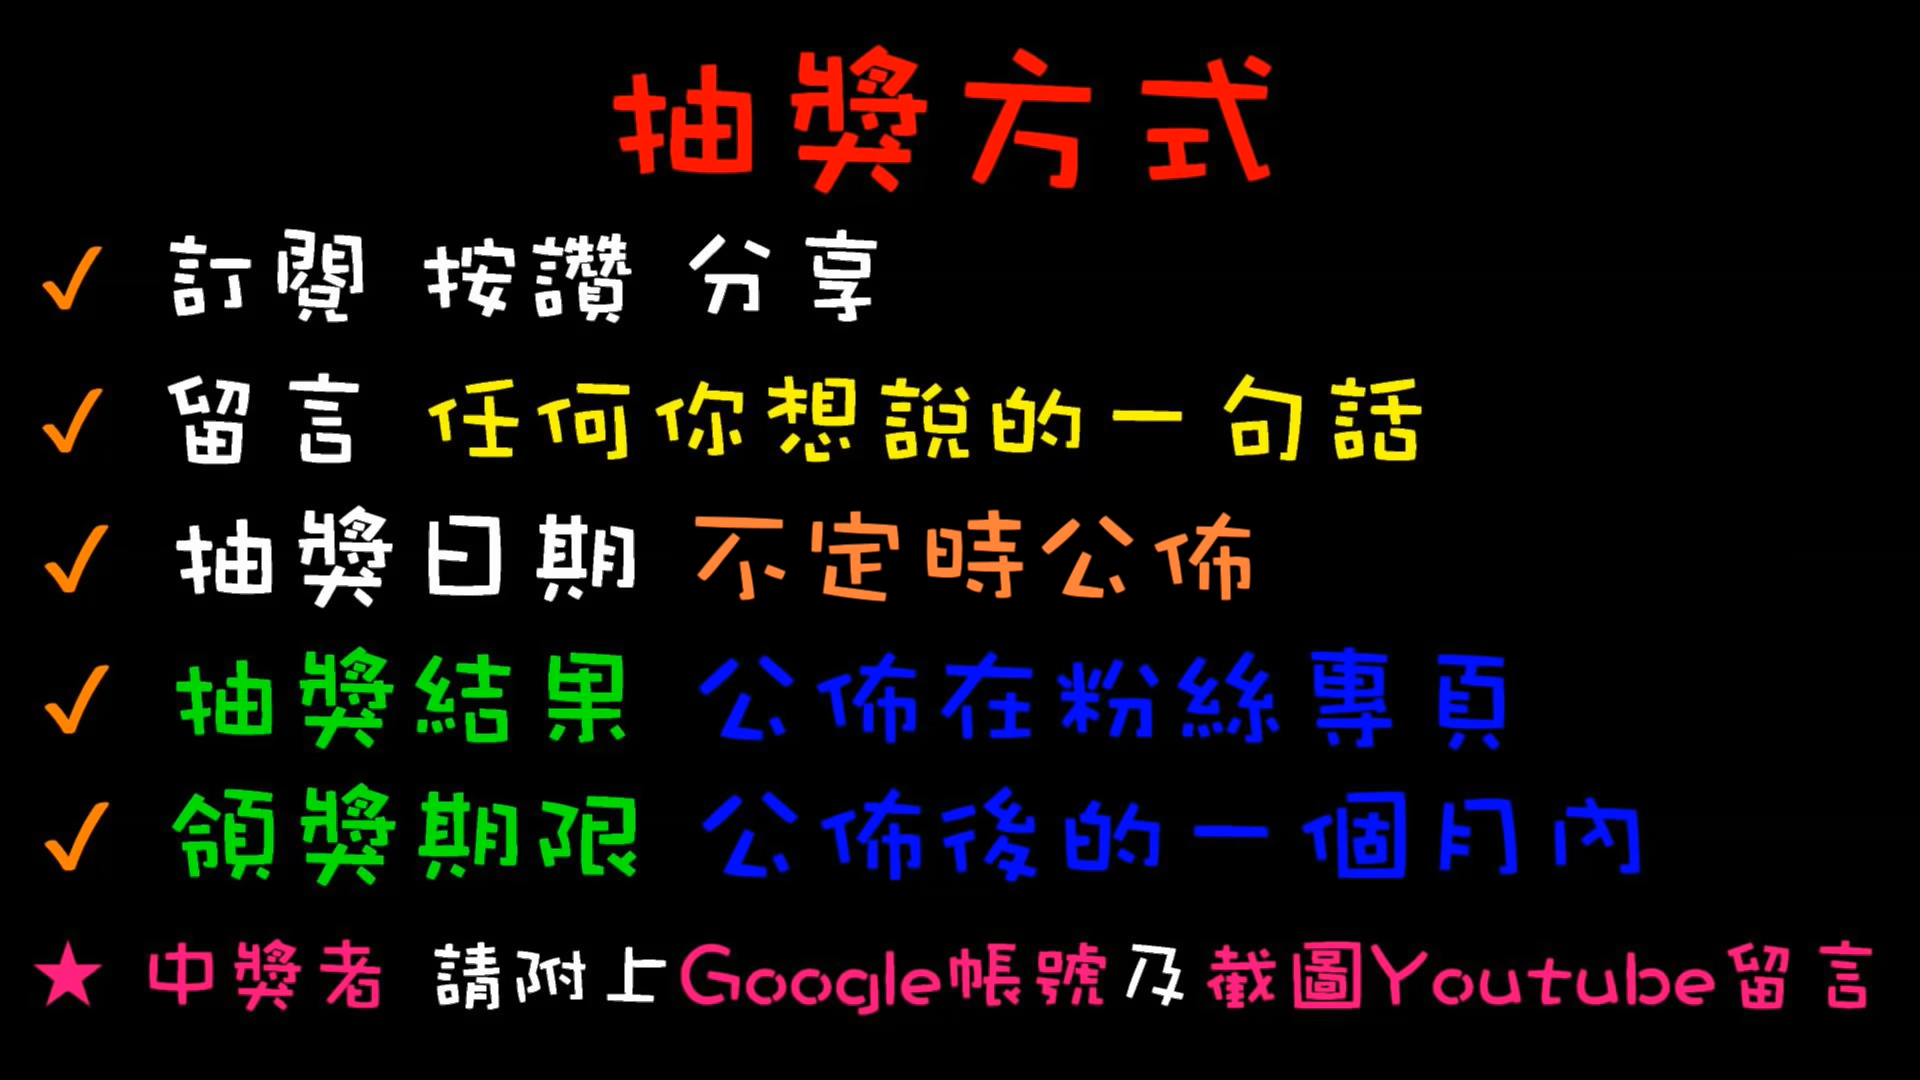 抽獎方式
✓ 訂閱 按讚 分享
✓ 留言 任何你想說的一句話
✓ 抽獎日期 不定時公佈
✓ 抽獎結果 公佈在粉絲專頁
✓ 領獎期限 公佈後的一個月內
★ 中獎者 請附上Google帳號及截圖Youtube留言